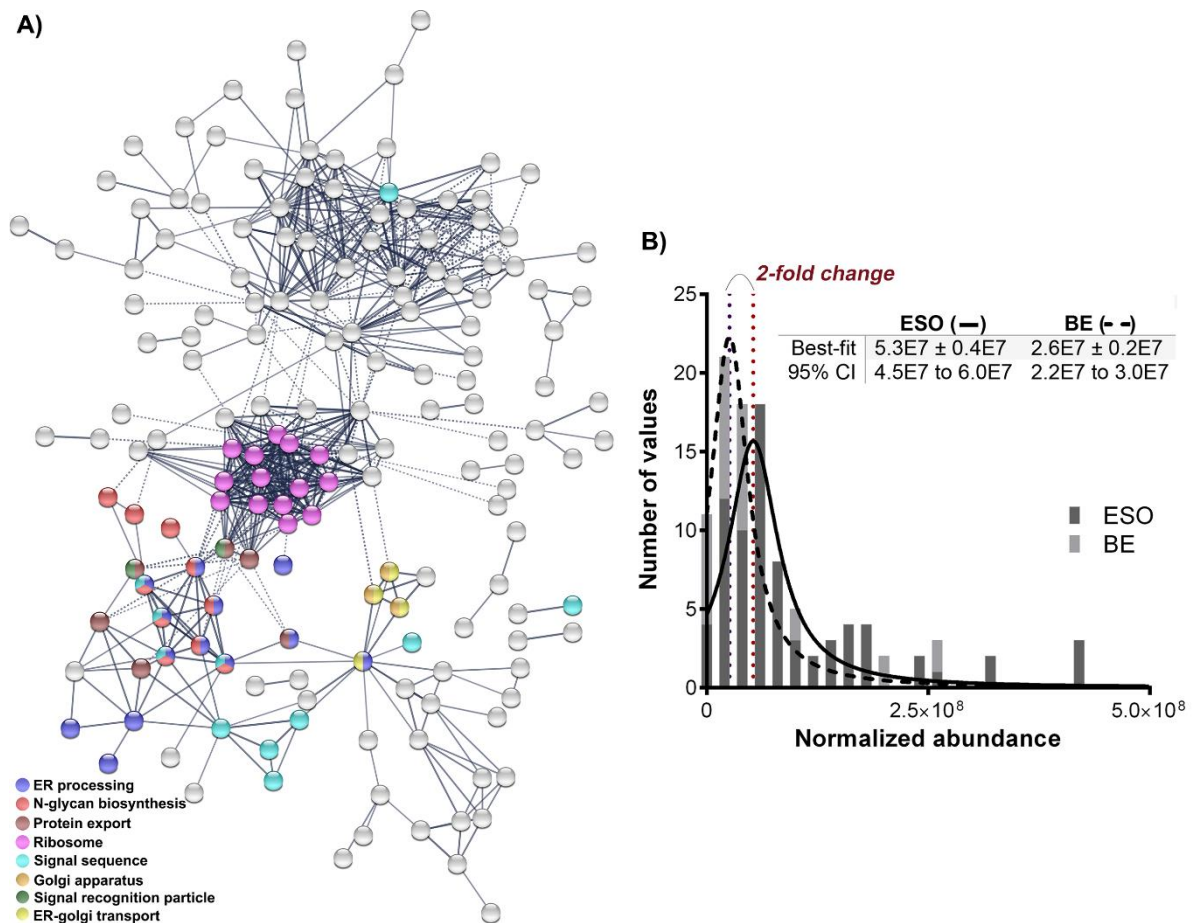 A)
ER processing
N-glycan biosynthesis
Protein export
Ribosome
Signal sequence
Golgi apparatus
Signal recognition particle
ER-golgi transport
B)
2-fold change
25
20
15
10
5
0
Number of values
ESO (—) BE (- -)
Best-fit 5.3E7 ± 0.4E7 2.6E7 ± 0.2E7
95% CI 4.5E7 to 6.0E7 2.2E7 to 3.0E7
ESO
BE
0 2.5×10⁸ 5.0×10⁸
Normalized abundance